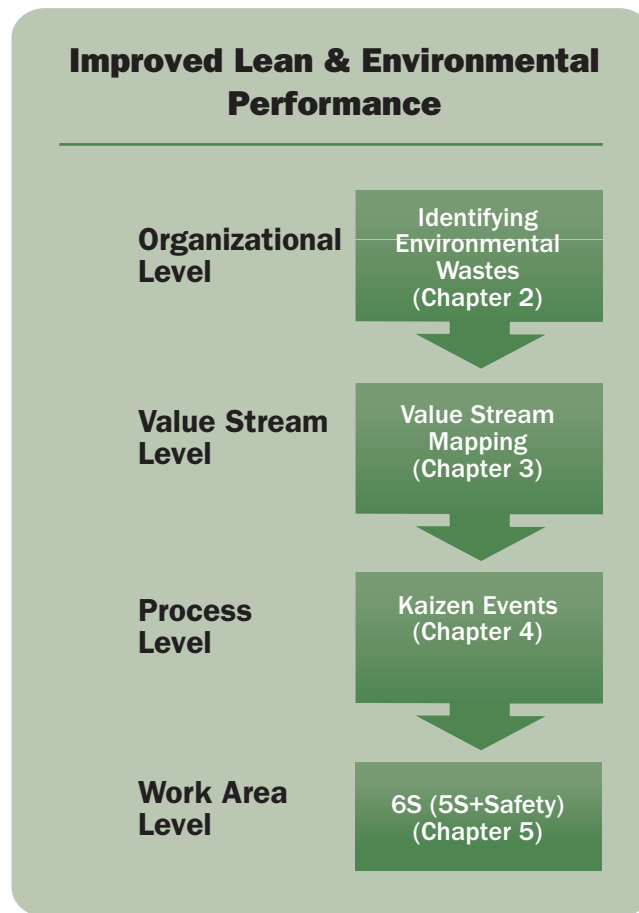 Improved Lean & Environmental
Performance
Organizational
Level
Identifying
Environmental
Wastes
(Chapter 2)
Value Stream
Level
Value Stream
Mapping
(Chapter 3)
Process
Level
Kaizen Events
(Chapter 4)
Work Area
Level
6S (5S+Safety)
(Chapter 5)